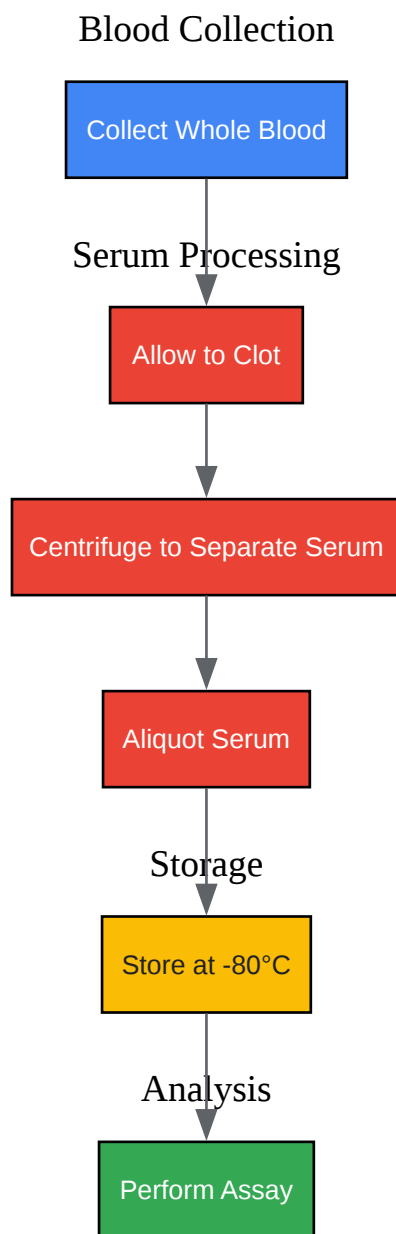 Blood Collection
Collect Whole Blood
Serum Processing
Allow to Clot
Centrifuge to Separate Serum
Aliquot Serum
Storage
Store at -80°C
Analysis
Perform Assay